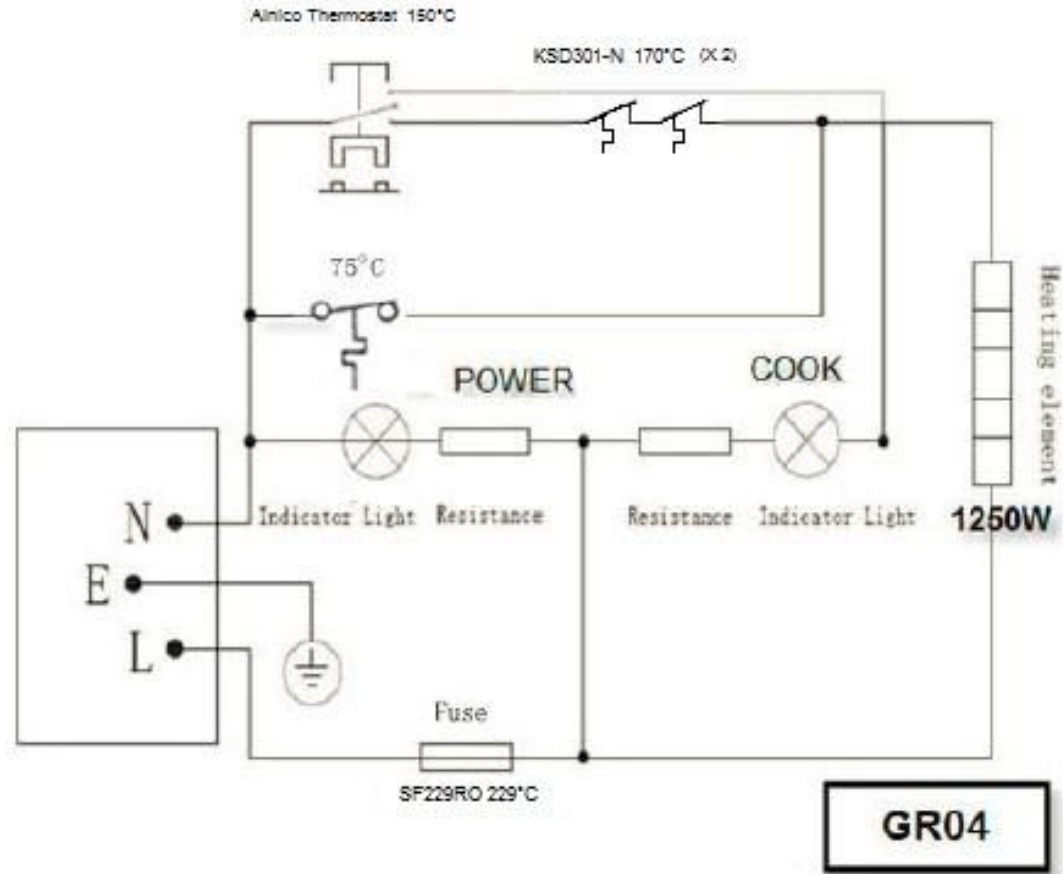 Alnico Thermostat 150°C
KSD301-N 170°C (X 2)
75°C
POWER
COOK
Heating element
N
Indicator Light
Resistance
Resistance
Indicator Light
1250W
E
L
Fuse
SF229RO 229°C
GR04